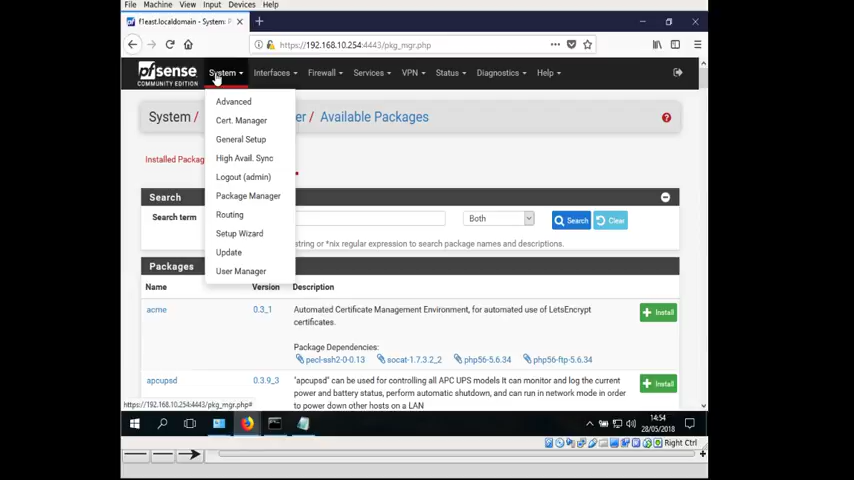 File Machine View Input Devices Help
f1east.localdomain - System: P
https://192.168.10.254:4443/pkg_mgr.php
pfsense
COMMUNITY EDITION
System Interfaces Firewall Services VPN Status Diagnostics Help
Advanced
Cert. Manager
General Setup
High Avail. Sync
Logout (admin)
Package Manager
Routing
Setup Wizard
Update
User Manager
System / er / Available Packages
Installed Packag
Search
Search term Both Search Clear
string or *nix regular expression to search package names and descriptions.
Packages
Name Version Description
acme 0.3_1 Automated Certificate Management Environment, for automated use of LetsEncrypt
certificates.
Install
Package Dependencies:
pecl-ssh2-0-0.13 socat-1.7.3.2_2 php56-5.6.34 php56-ftp-5.6.34
apcupsd 0.3.9_3 "apcupsd" can be used for controlling all APC UPS models It can monitor and log the current
power and battery status, perform automatic shutdown, and can run in network mode in order
to power down other hosts on a LAN
Install
https://192.168.10.254:4443/pkg_mgr.php#
14:54
28/05/2018
Right Ctrl